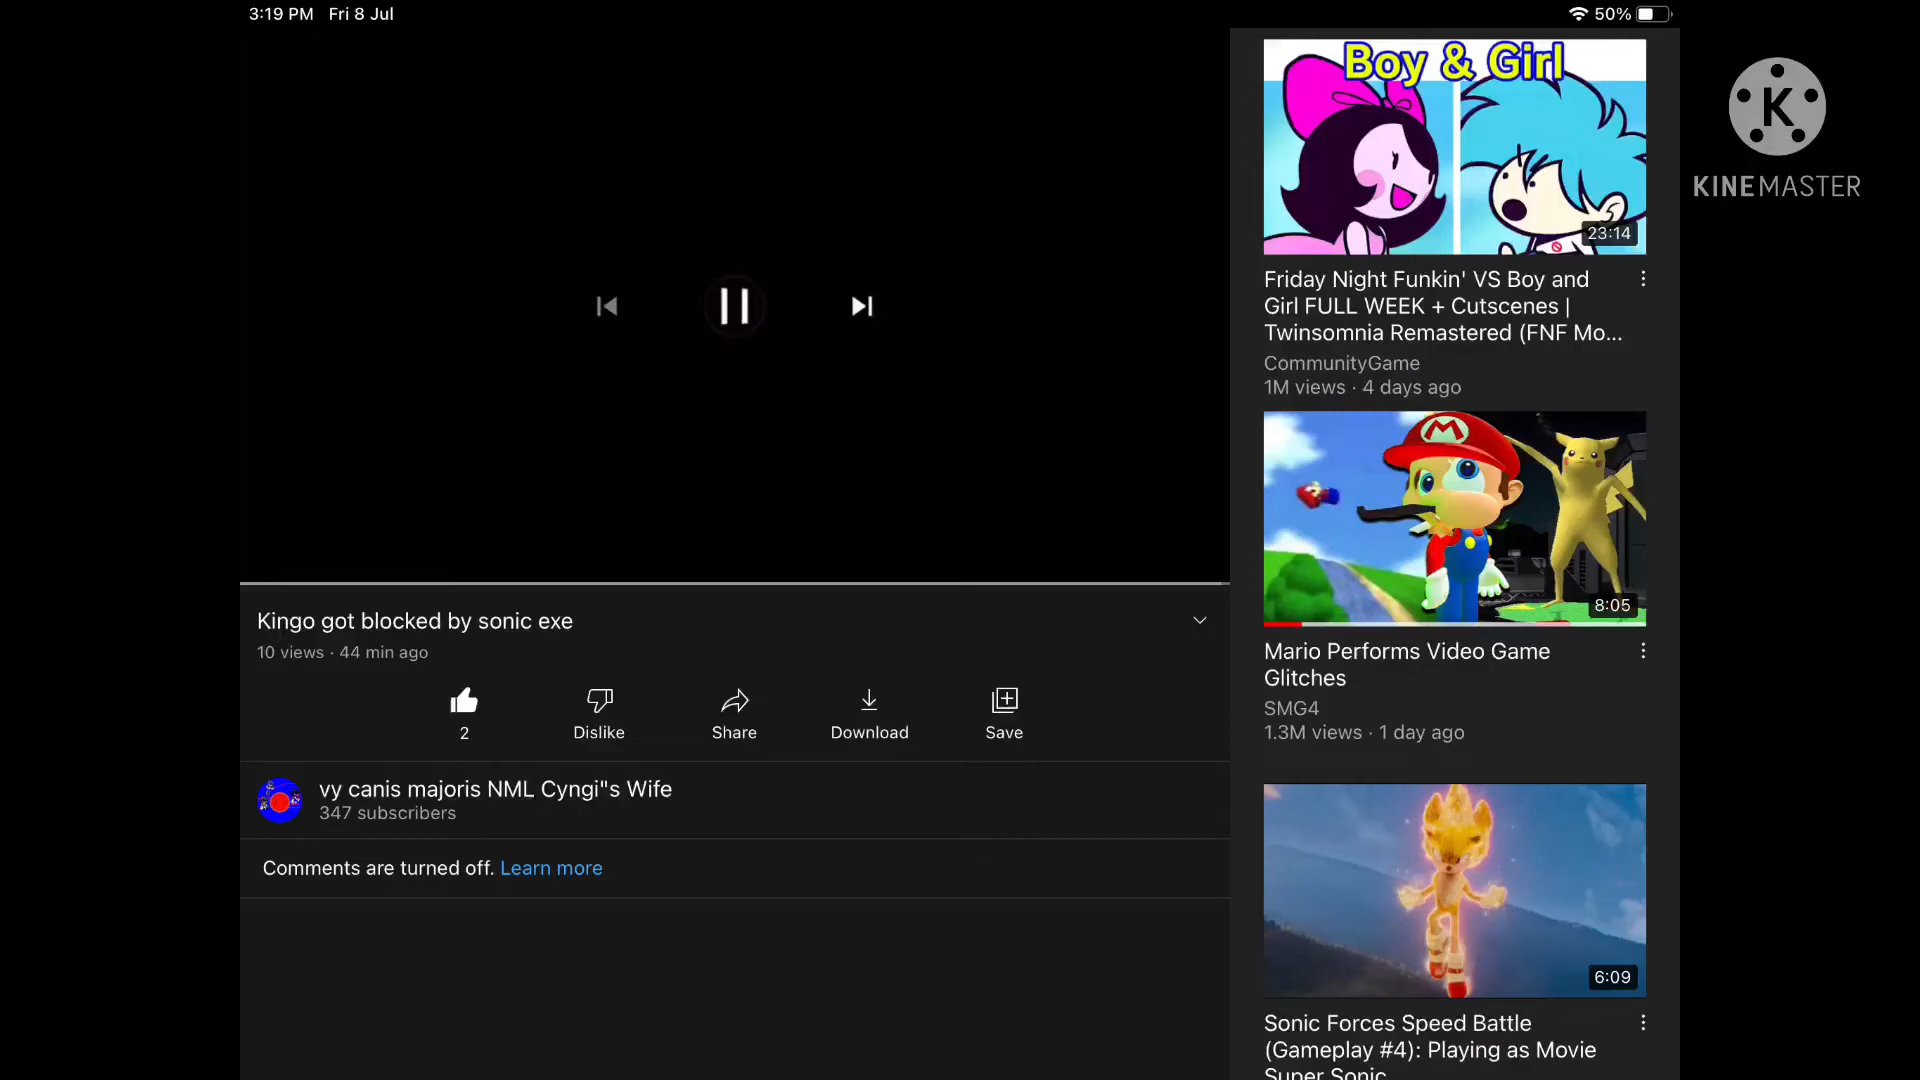 3:19 PM Fri 8 Jul
50%
Kingo got blocked by sonic exe
10 views · 44 min ago
2
Dislike
Share
Download
Save
vy canis majoris NML Cyngi"s Wife
347 subscribers
Comments are turned off. Learn more
Boy & Girl
23:14
Friday Night Funkin' VS Boy and
Girl FULL WEEK + Cutscenes |
Twinsomnia Remastered (FNF Mo...
CommunityGame
1M views · 4 days ago
M
8:05
Mario Performs Video Game
Glitches
SMG4
1.3M views · 1 day ago
6:09
Sonic Forces Speed Battle
(Gameplay #4): Playing as Movie
Super Sonic
K
KINEMASTER